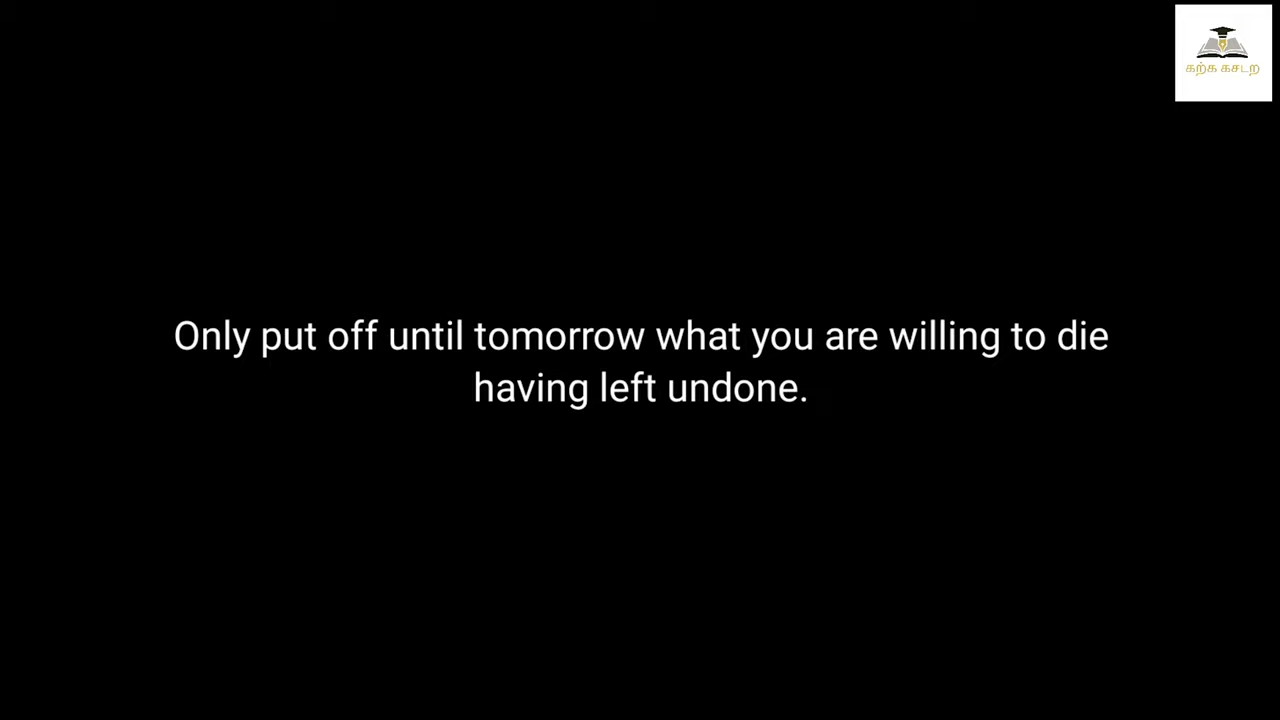 கற்க கசடற
Only put off until tomorrow what you are willing to die
having left undone.